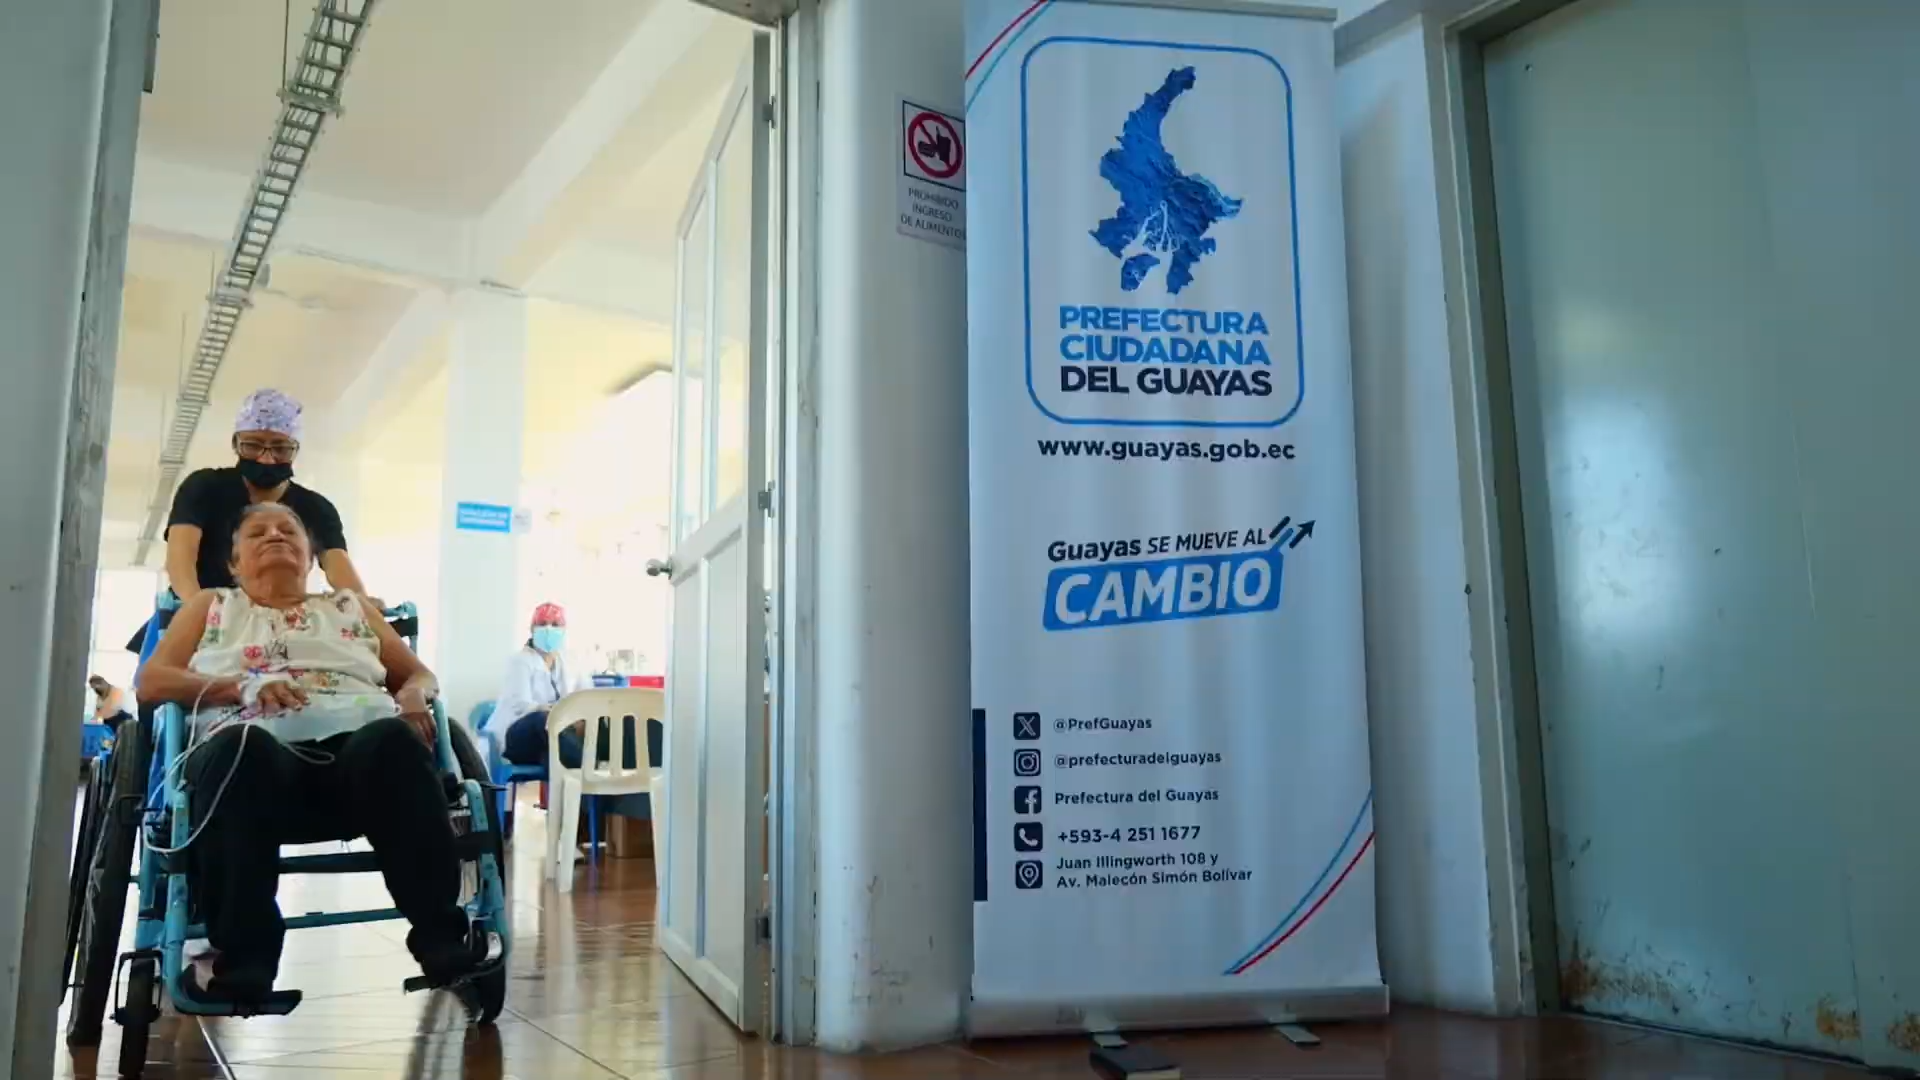 PROHIBIDO
INGRESO
DE ALIMENTOS
PREFECTURA
CIUDADANA
DEL GUAYAS
www.guayas.gob.ec
Guayas SE MUEVE AL
CAMBIO
@PrefGuayas
@prefecturadelguayas
Prefectura del Guayas
+593-4 251 1677
Juan Illingworth 108 y
Av. Malecón Simón Bolívar